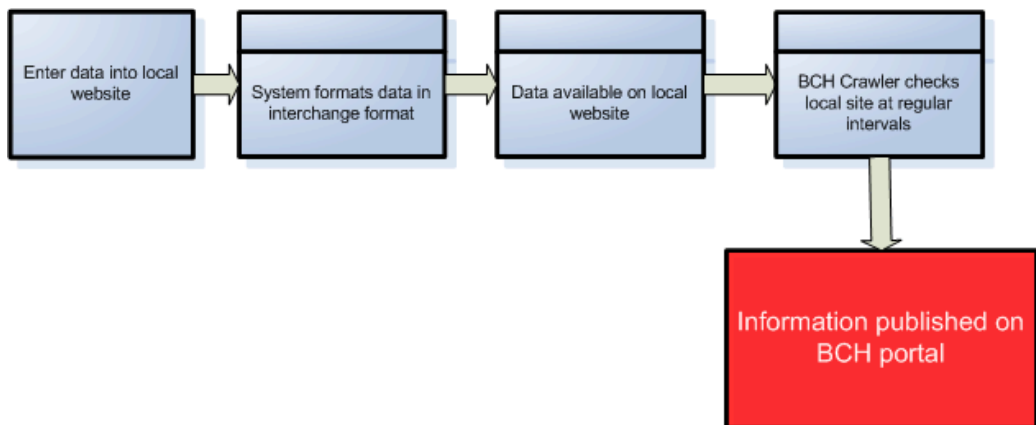 Enter data into local
website
System formats data in
interchange format
Data available on local
website
BCH Crawler checks
local site at regular
intervals
Information published on
BCH portal